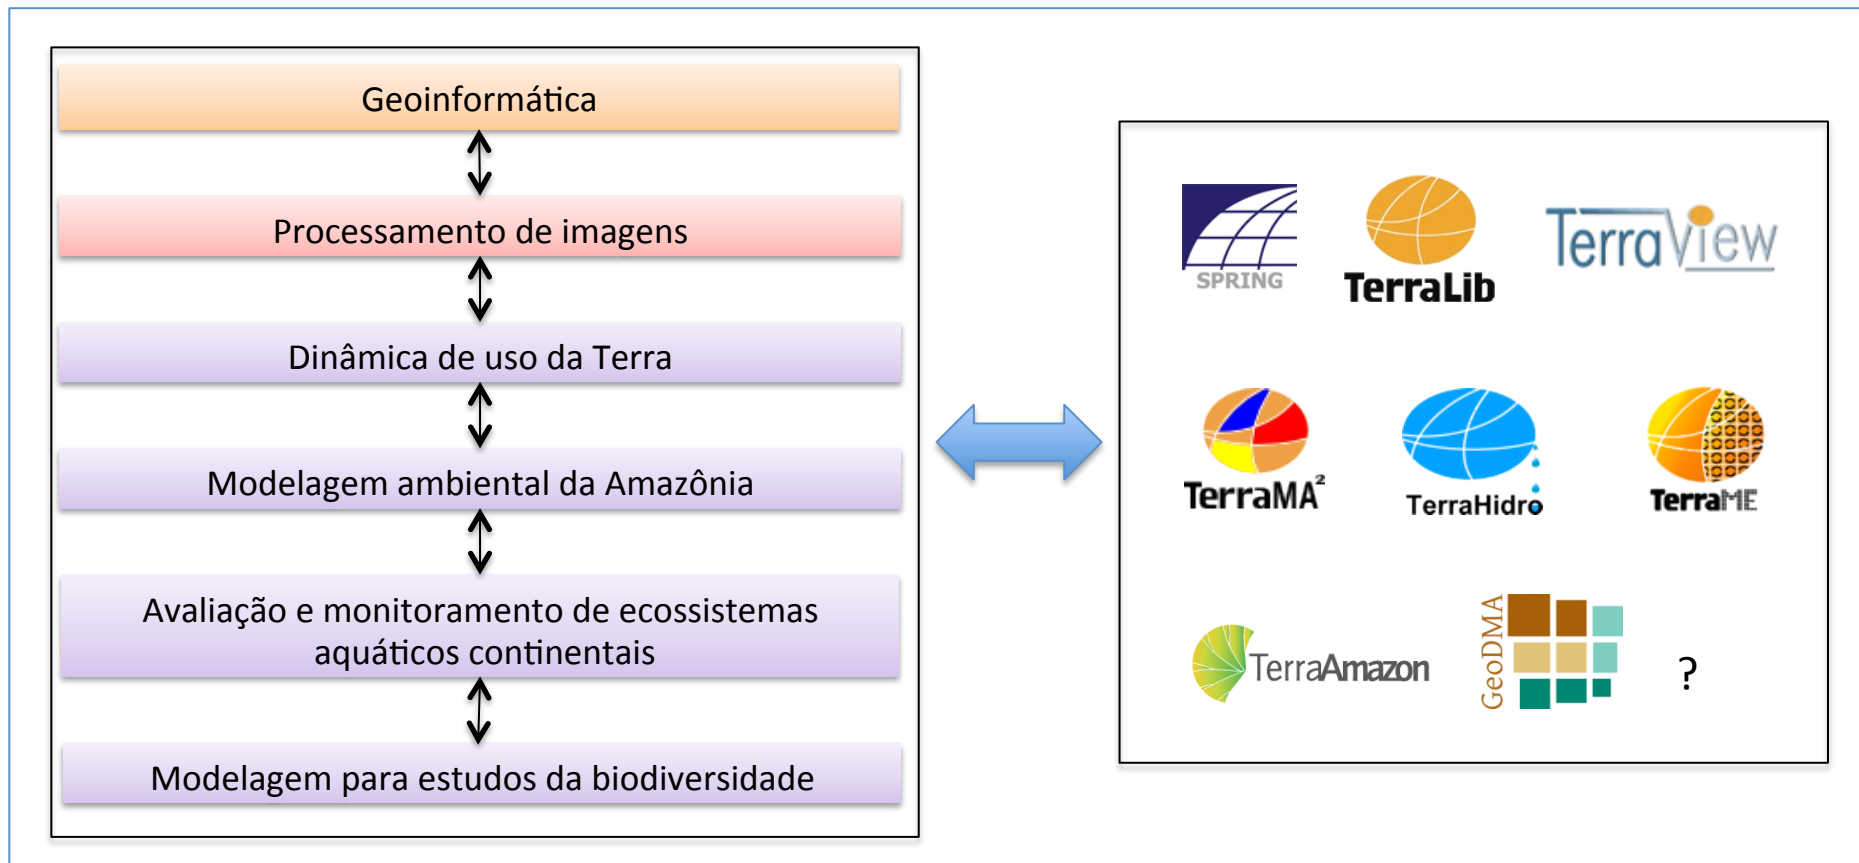 Geoinformática
Processamento de imagens
Dinâmica de uso da Terra
Modelagem ambiental da Amazônia
Avaliação e monitoramento de ecossistemas
aquáticos continentais
Modelagem para estudos da biodiversidade
SPRING
TerraLib
TerraView
TerraMA²
TerraHidro
TerraME
TerraAmazon
GeoDMA
?